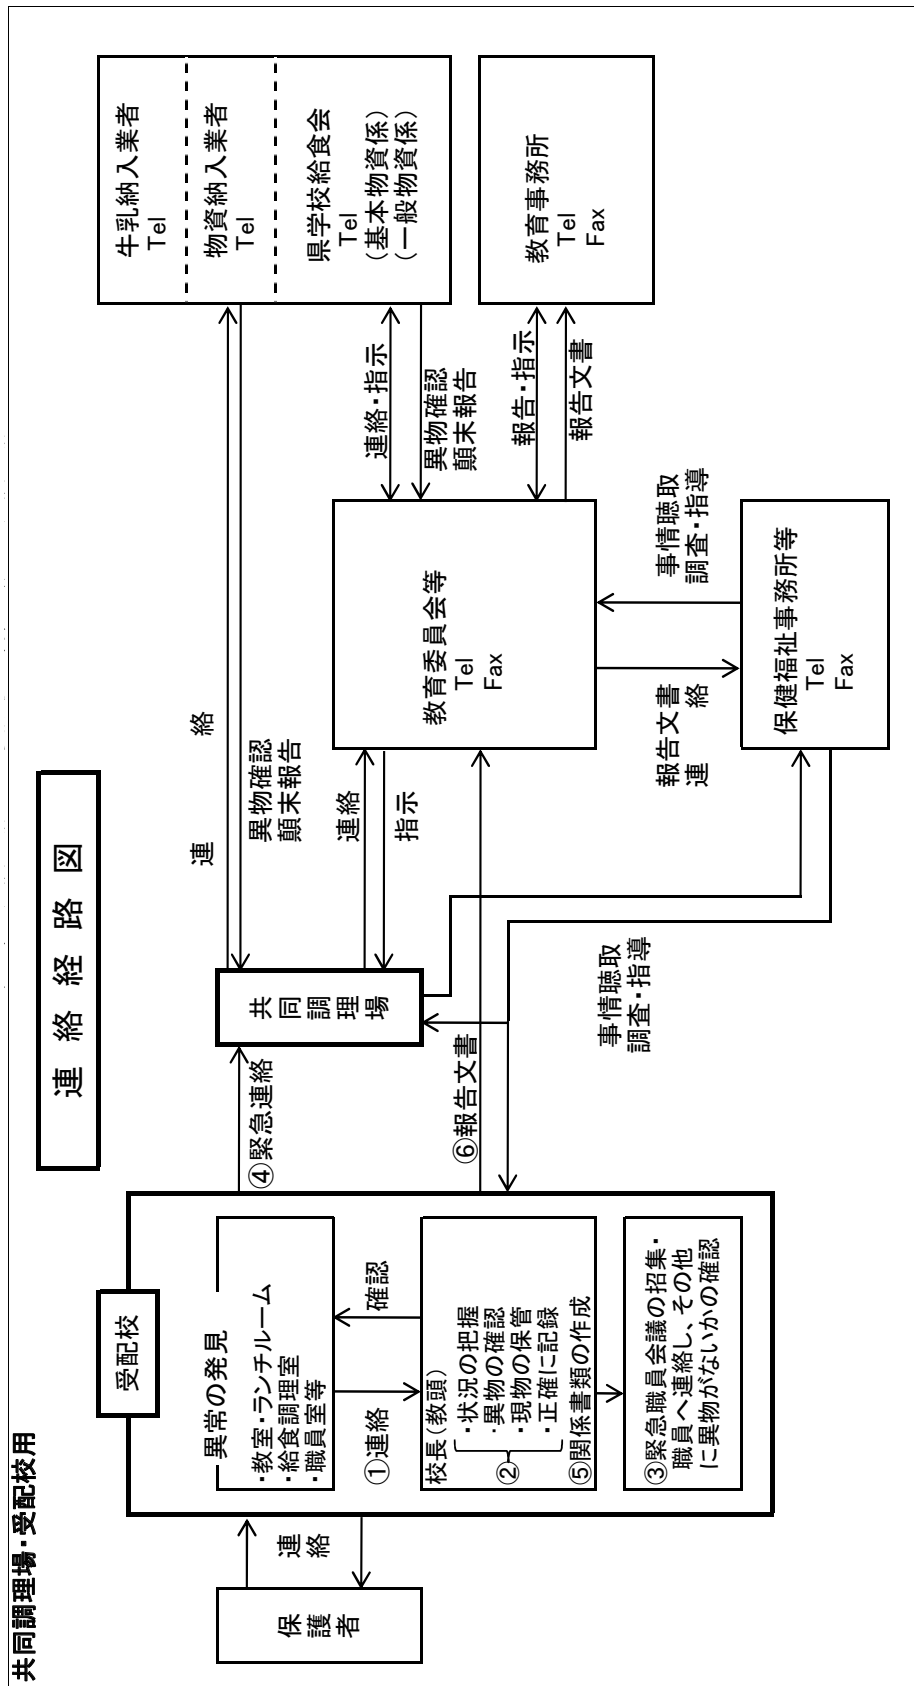 共同調理場・受配校用
連絡経路図
受配校
異常の発見
・教室・ランチルーム
・給食調理室
・職員室等
①連絡
確認
校長(教頭)
・状況の把握
・異物の確認
・現物の保管
・正確に記録
②
⑤関係書類の作成
③緊急職員会議の招集・
職員へ連絡し、その他
に異物がないかの確認
保護者
連絡
④緊急連絡
⑥報告文書
共同調理場
連絡
異物確認
顛末報告
連絡
指示
事情聴取
調査・指導
教育委員会等
Tel
Fax
報告文書
連絡
事情聴取
調査・指導
保健福祉事務所等
Tel
Fax
連絡・指示
異物確認
顛末報告
報告・指示
報告文書
牛乳納入業者
Tel
物資納入業者
Tel
県学校給食会
Tel
(基本物資係)
(一般物資係)
教育事務所
Tel
Fax